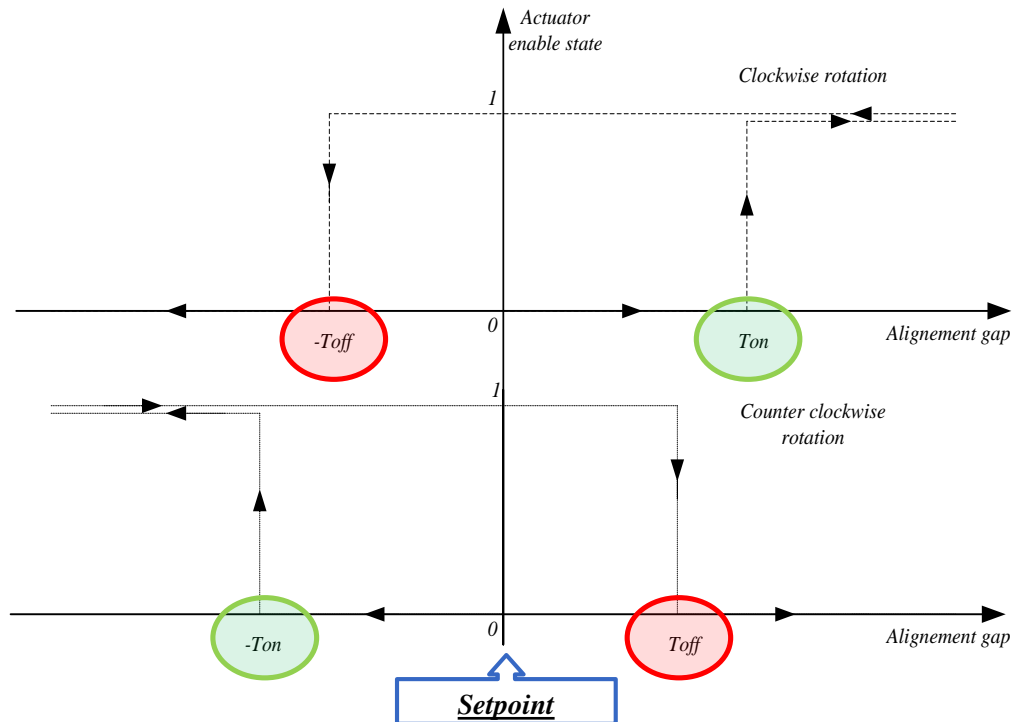 Actuator
enable state
Clockwise rotation
1
-Toff
0
Ton
Alignement gap
1
Counter clockwise
rotation
-Ton
0
Toff
Alignement gap
Setpoint